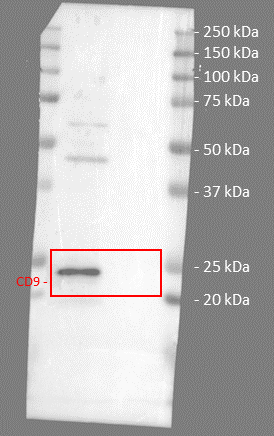 - 250 kDa
- 150 kDa
- 100 kDa
- 75 kDa
- 50 kDa
- 37 kDa
- 25 kDa
CD9 -
- 20 kDa